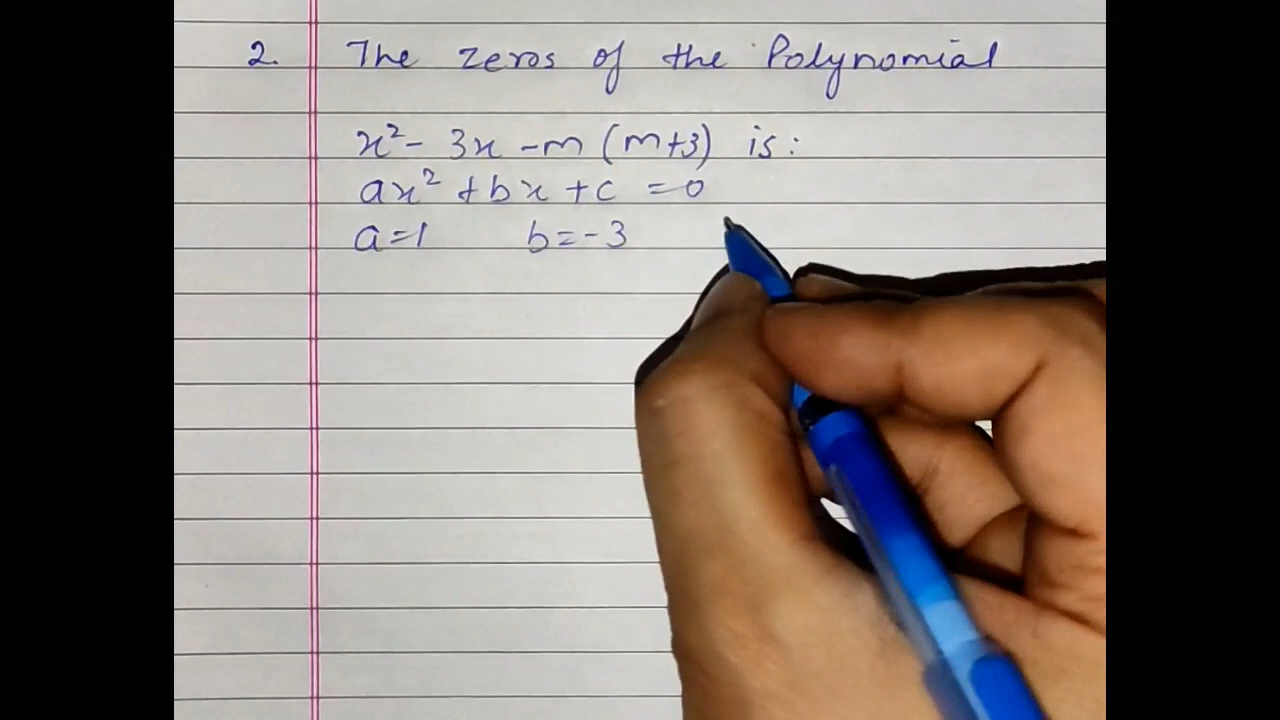 2. The zeros of the Polynomial
x² - 3x - m (m+3) is:
ax² + bx + c = 0
a=1 b=-3